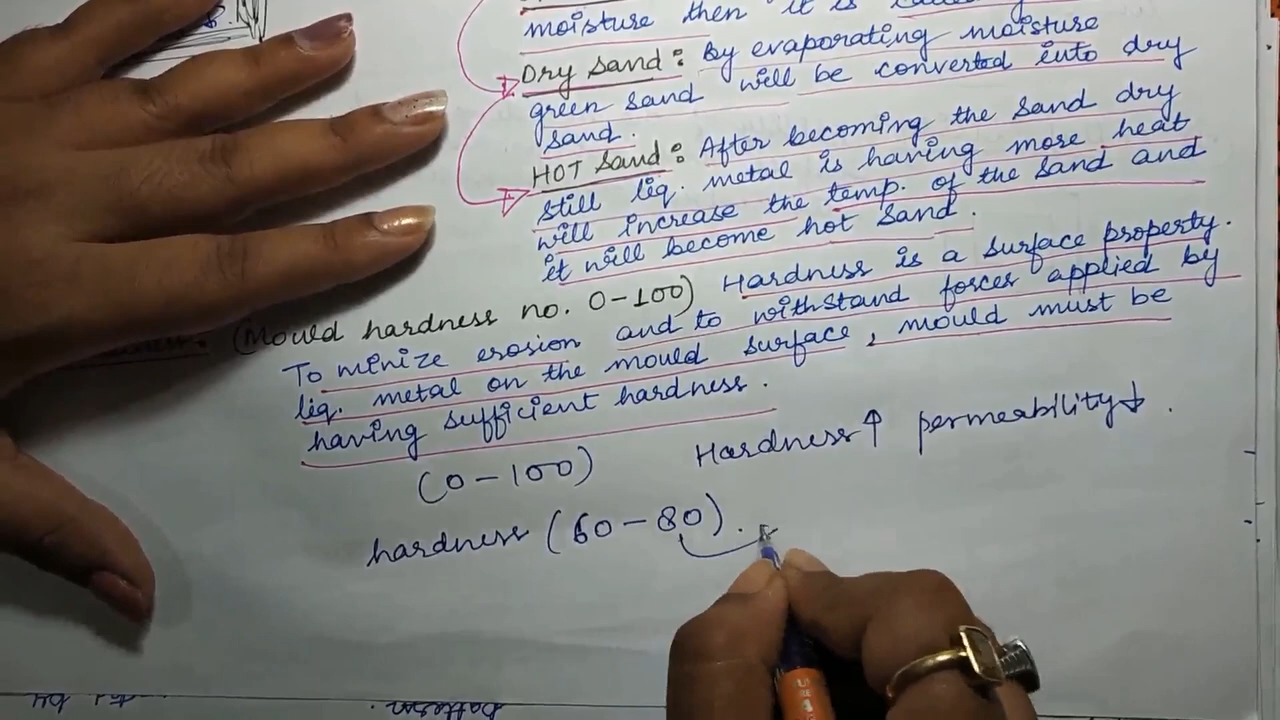 moisture then it is called
Dry Sand : By evaporating moisture
green sand will be converted into dry
sand.
HOT Sand : After becoming the Sand dry
still liq. metal is having more heat
will increase the temp. of the Sand and
it will become hot Sand.
(Mould hardness no. 0-100) Hardness is a surface property.
To minize erosion and to withstand forces applied by
liq. metal on the mould surface, mould must be
having sufficient hardness.
(0-100) Hardness↑ permeability↓.
hardness (60-80).